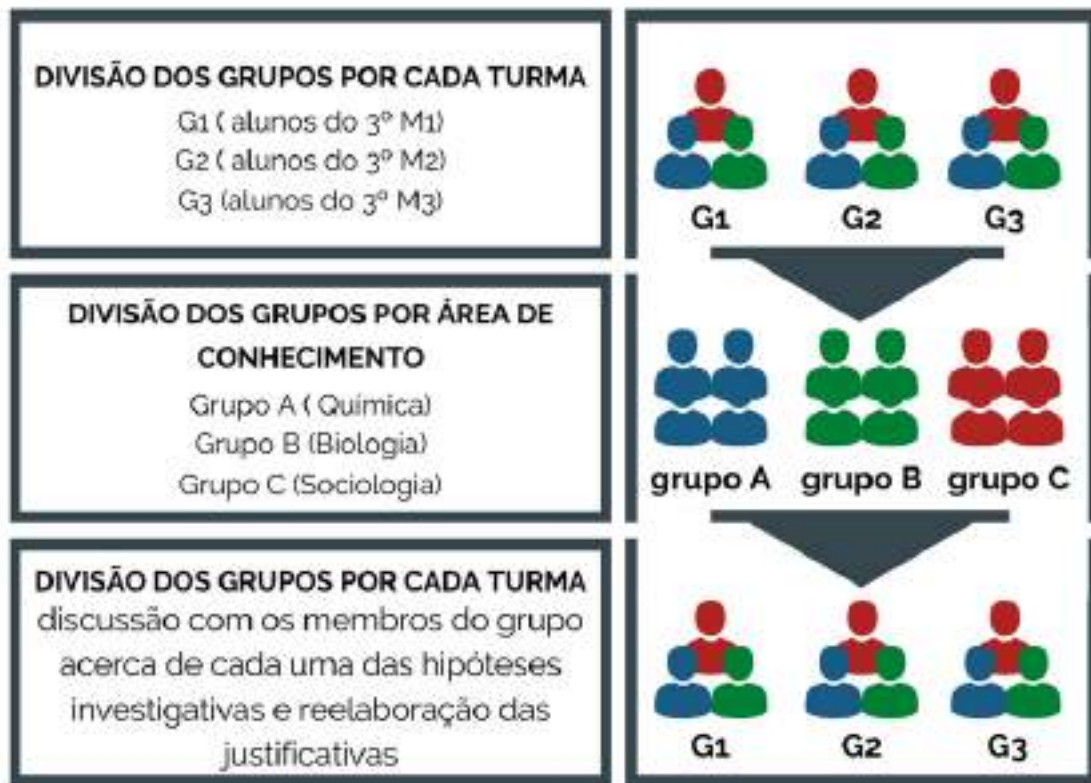 DIVISÃO DOS GRUPOS POR CADA TURMA
G1 ( alunos do 3º M1)
G2 ( alunos do 3º M2)
G3 (alunos do 3º M3)
G1 G2 G3
DIVISÃO DOS GRUPOS POR ÁREA DE
CONHECIMENTO
Grupo A ( Química)
Grupo B (Biologia)
Grupo C (Sociologia)
grupo A grupo B grupo C
DIVISÃO DOS GRUPOS POR CADA TURMA
discussão com os membros do grupo
acerca de cada uma das hipóteses
investigativas e reelaboração das
justificativas
G1 G2 G3